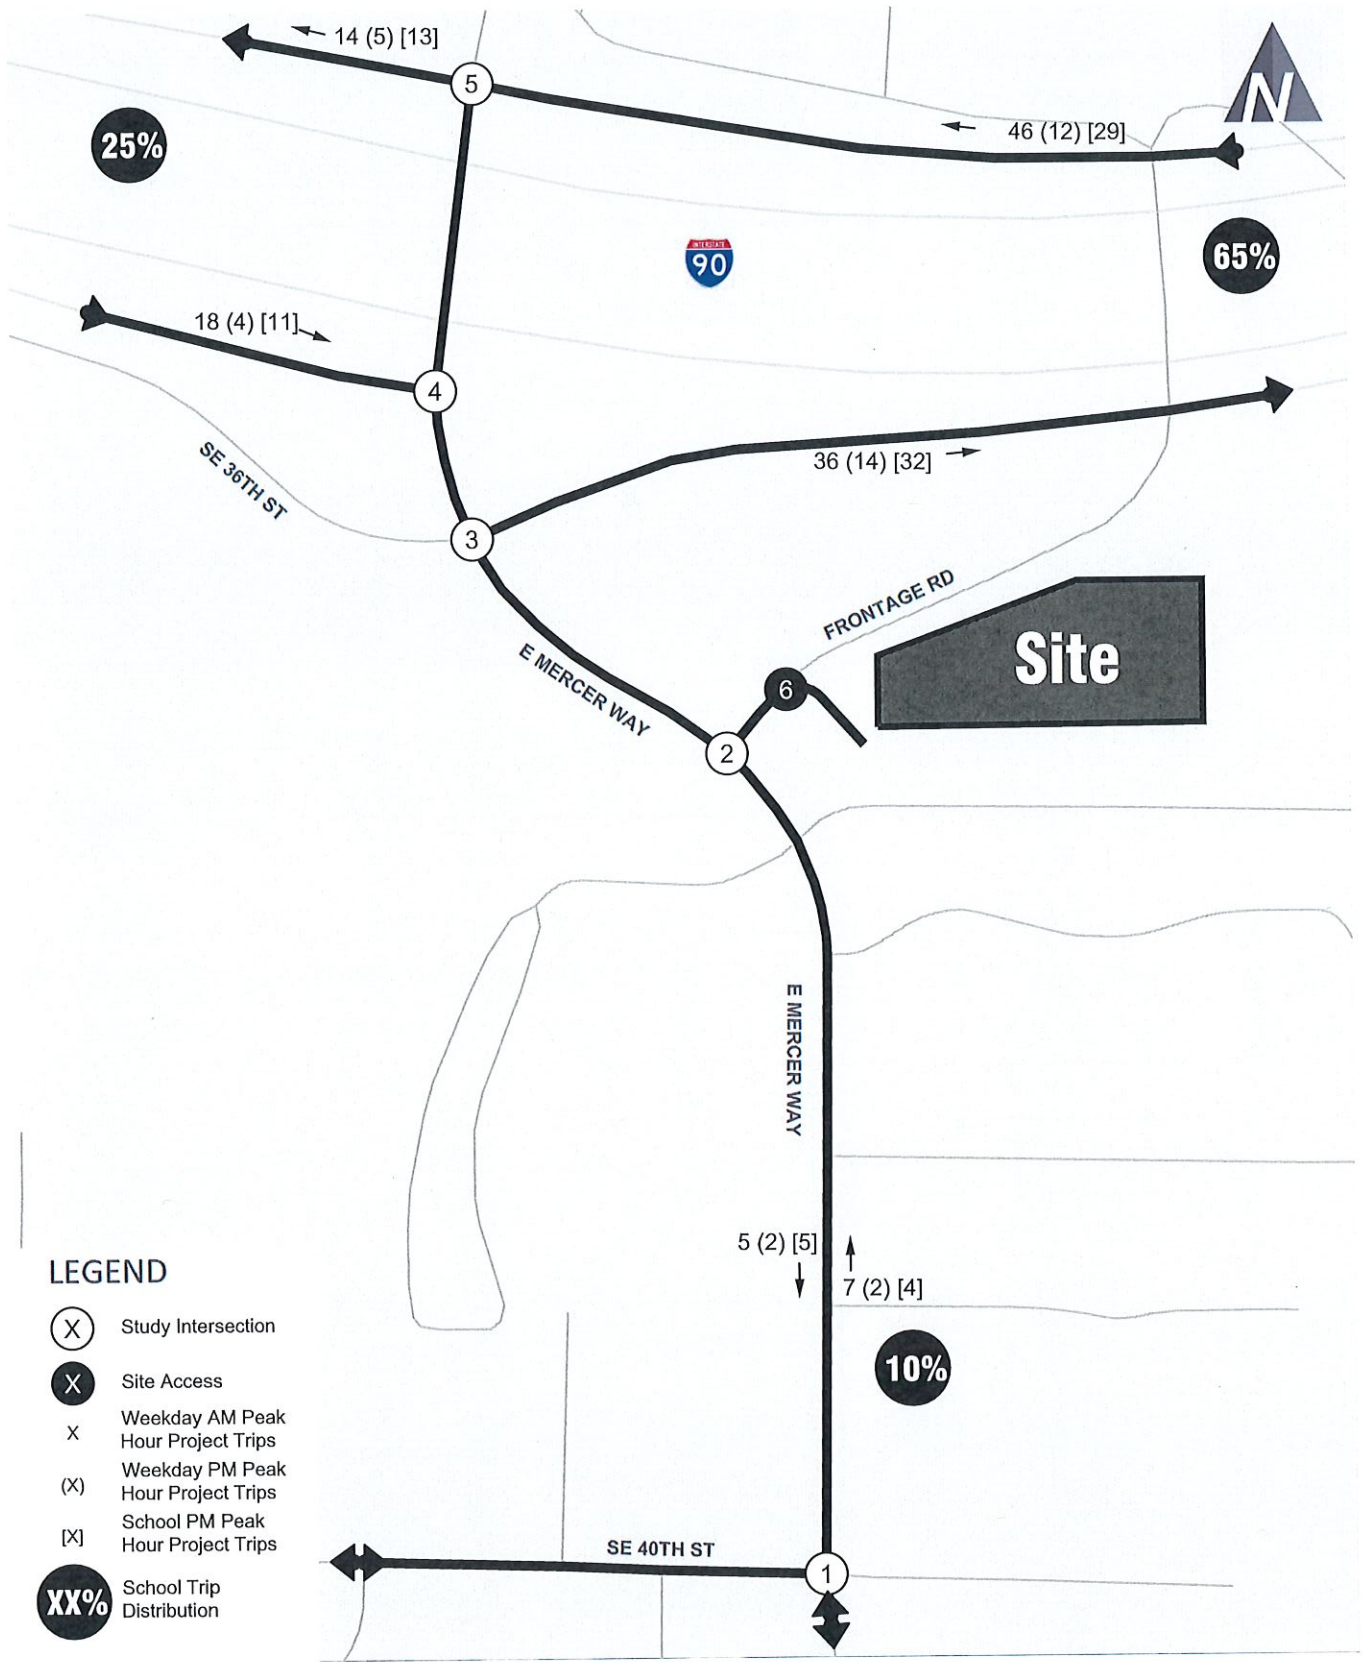 14 (5) [13]
N
5
46 (12) [29]
25%
INTERSTATE
90
65%
18 (4) [11]
4
36 (14) [32]
SE 36TH ST
3
FRONTAGE RD
Site
E MERCER WAY
6
2
E MERCER WAY
5 (2) [5]
7 (2) [4]
10%
SE 40TH ST
1
LEGEND
X Study Intersection
X Site Access
X Weekday AM Peak
Hour Project Trips
(X) Weekday PM Peak
Hour Project Trips
[X] School PM Peak
Hour Project Trips
XX% School Trip
Distribution